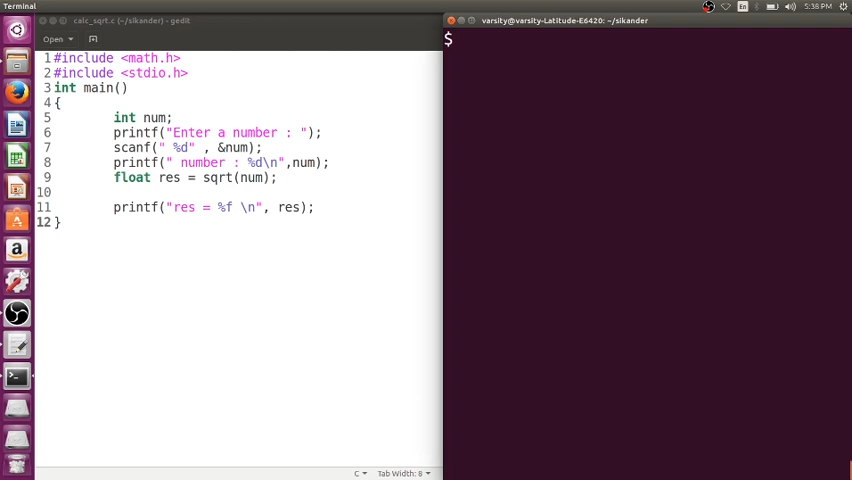 Terminal
En
5:38 PM
calc_sqrt.c (~/sikander) - gedit
varsity@varsity-Latitude-E6420: ~/sikander
Open
$
1 #include <math.h>
2 #include <stdio.h>
3 int main()
4 {
5 int num;
6 printf("Enter a number : ");
7 scanf(" %d" , &num);
8 printf(" number : %d\n",num);
9 float res = sqrt(num);
10
11 printf("res = %f \n", res);
12 }
C Tab Width: 8